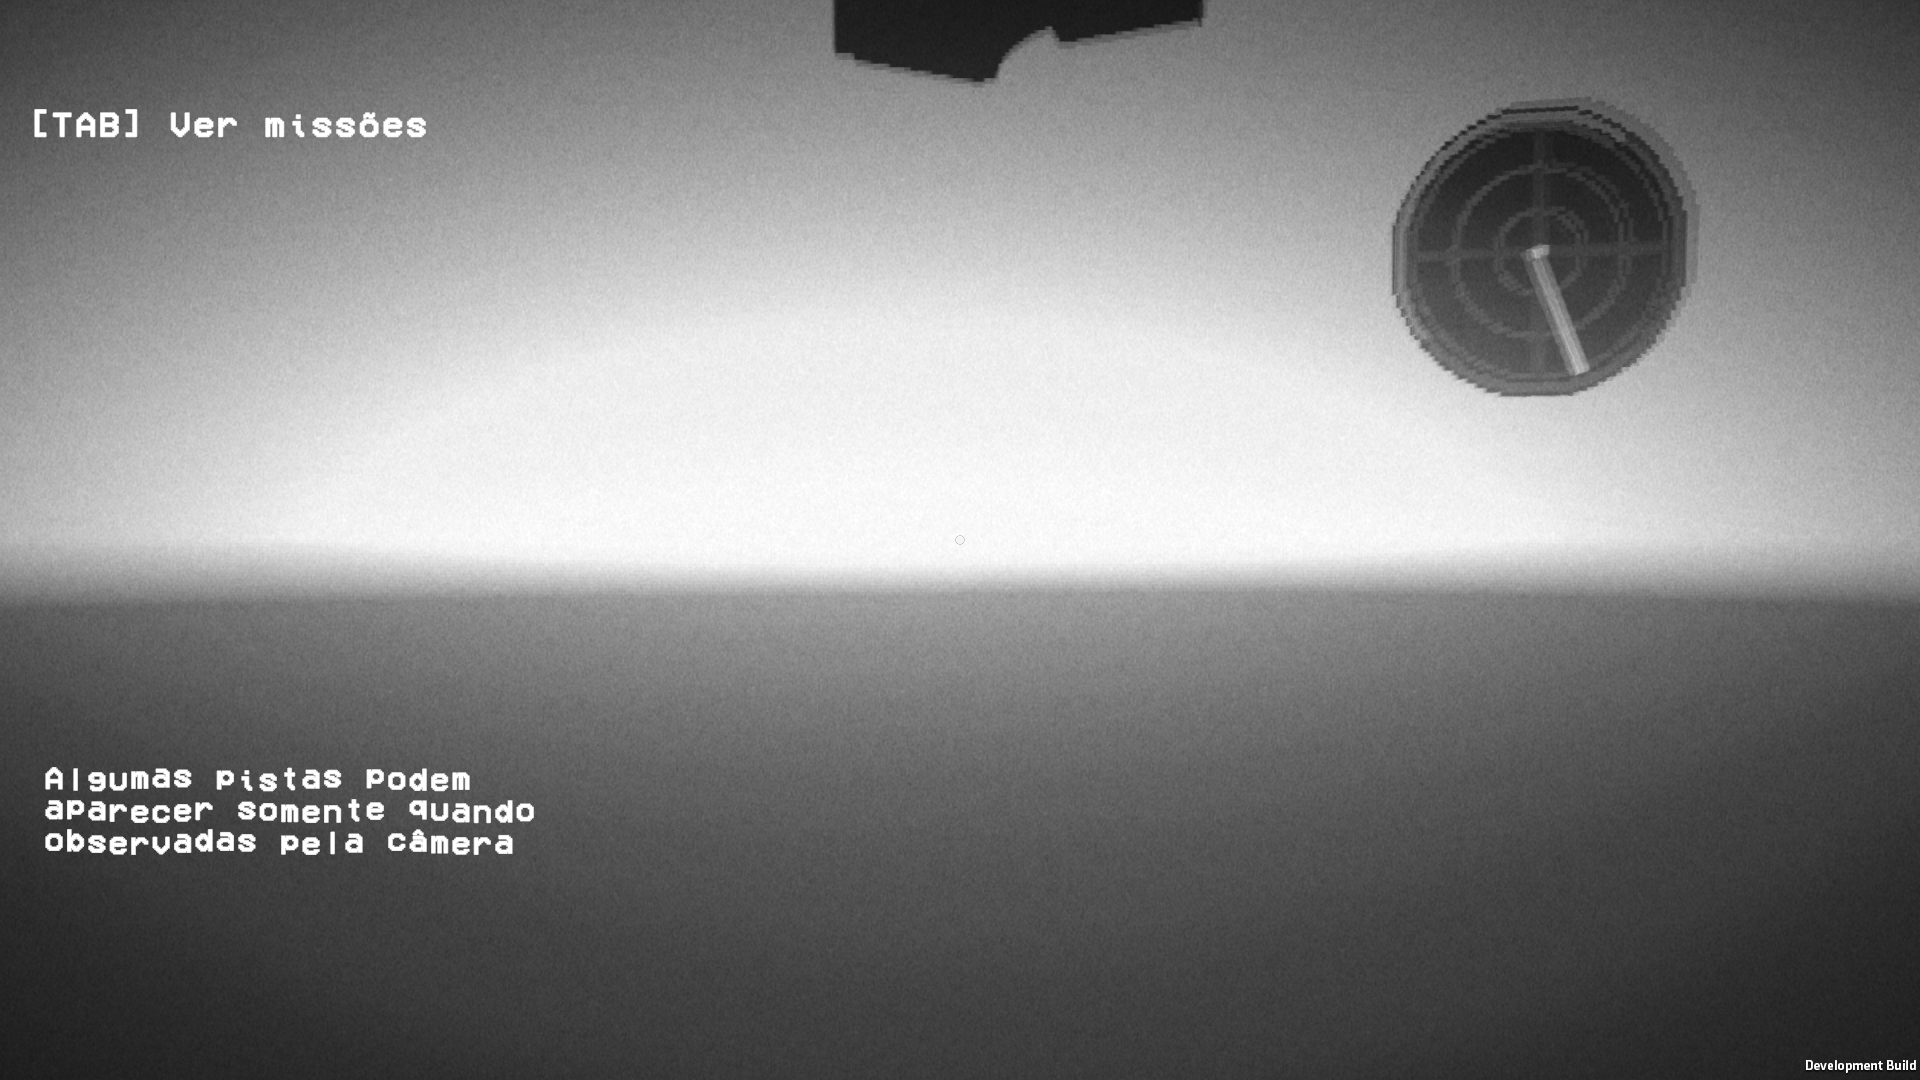 [TAB] Ver missões
Algumas pistas podem
aparecer somente quando
observadas pela câmera
Development Build